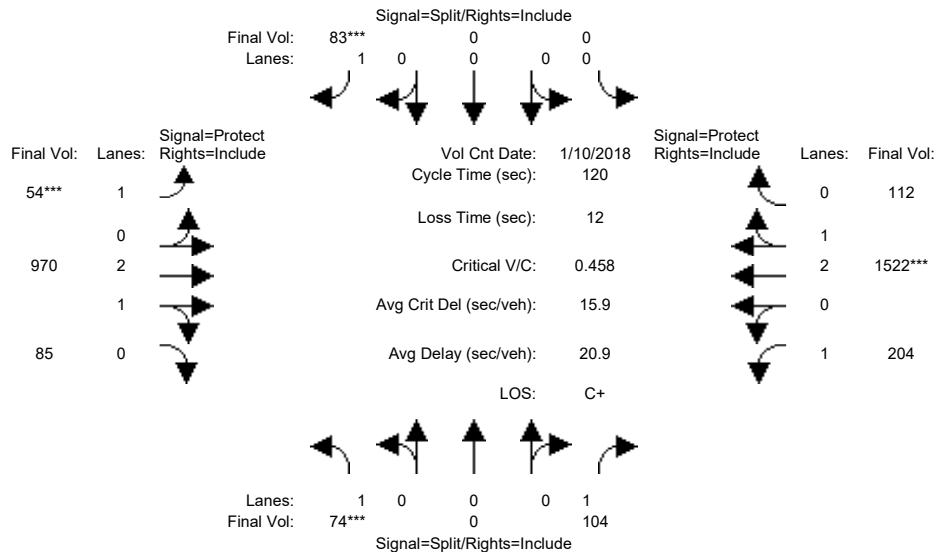 Signal=Split/Rights=Include
Final Vol: 83*** 0 0
Lanes: 1 0 0 0 0
Signal=Protect Signal=Protect
Final Vol: Lanes: Rights=Include Vol Cnt Date: 1/10/2018 Rights=Include Lanes: Final Vol:
Cycle Time (sec): 120
54*** 1 0 112
Loss Time (sec): 12
0 1
970 2 Critical V/C: 0.458 2 1522***
1 Avg Crit Del (sec/veh): 15.9 0
85 0 Avg Delay (sec/veh): 20.9 1 204
LOS: C+
Lanes: 1 0 0 0 1
Final Vol: 74*** 0 104
Signal=Split/Rights=Include